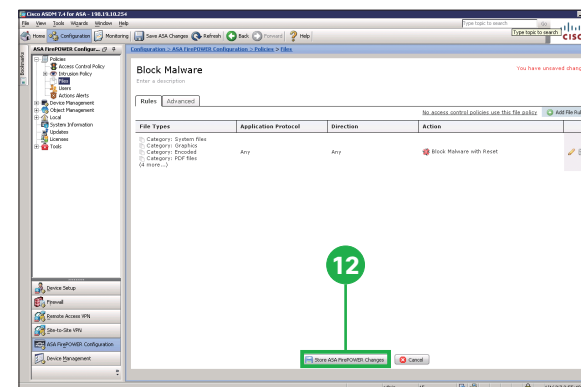 Cisco ASDM 7.4 for ASA - 198.19.10.254
File View Tools Wizards Window Help
Type topic to search Go
Home Configuration Monitoring Save ASA Changes Refresh Back Forward Help
Type topic to search
CISCO
Bookmarks
ASA FirePOWER Configur...
Configuration > ASA FirePOWER Configuration > Policies > Files
Policies
Access Control Policy
Intrusion Policy
Files
Users
Actions Alerts
Device Management
Object Management
Local
System Information
Updates
Licenses
Tools
Block Malware
You have unsaved chang
Enter a description
Rules Advanced
No access control policies use this file policy Add File Rul
File Types Application Protocol Direction Action
Category: System files
Category: Graphics
Category: Encoded
Category: PDF files
(4 more...)
Any Any Block Malware with Reset
12
Device Setup
Firewall
Remote Access VPN
Site-to-Site VPN
ASA FirePOWER Configuration
Device Management
Store ASA FirePOWER Changes Cancel